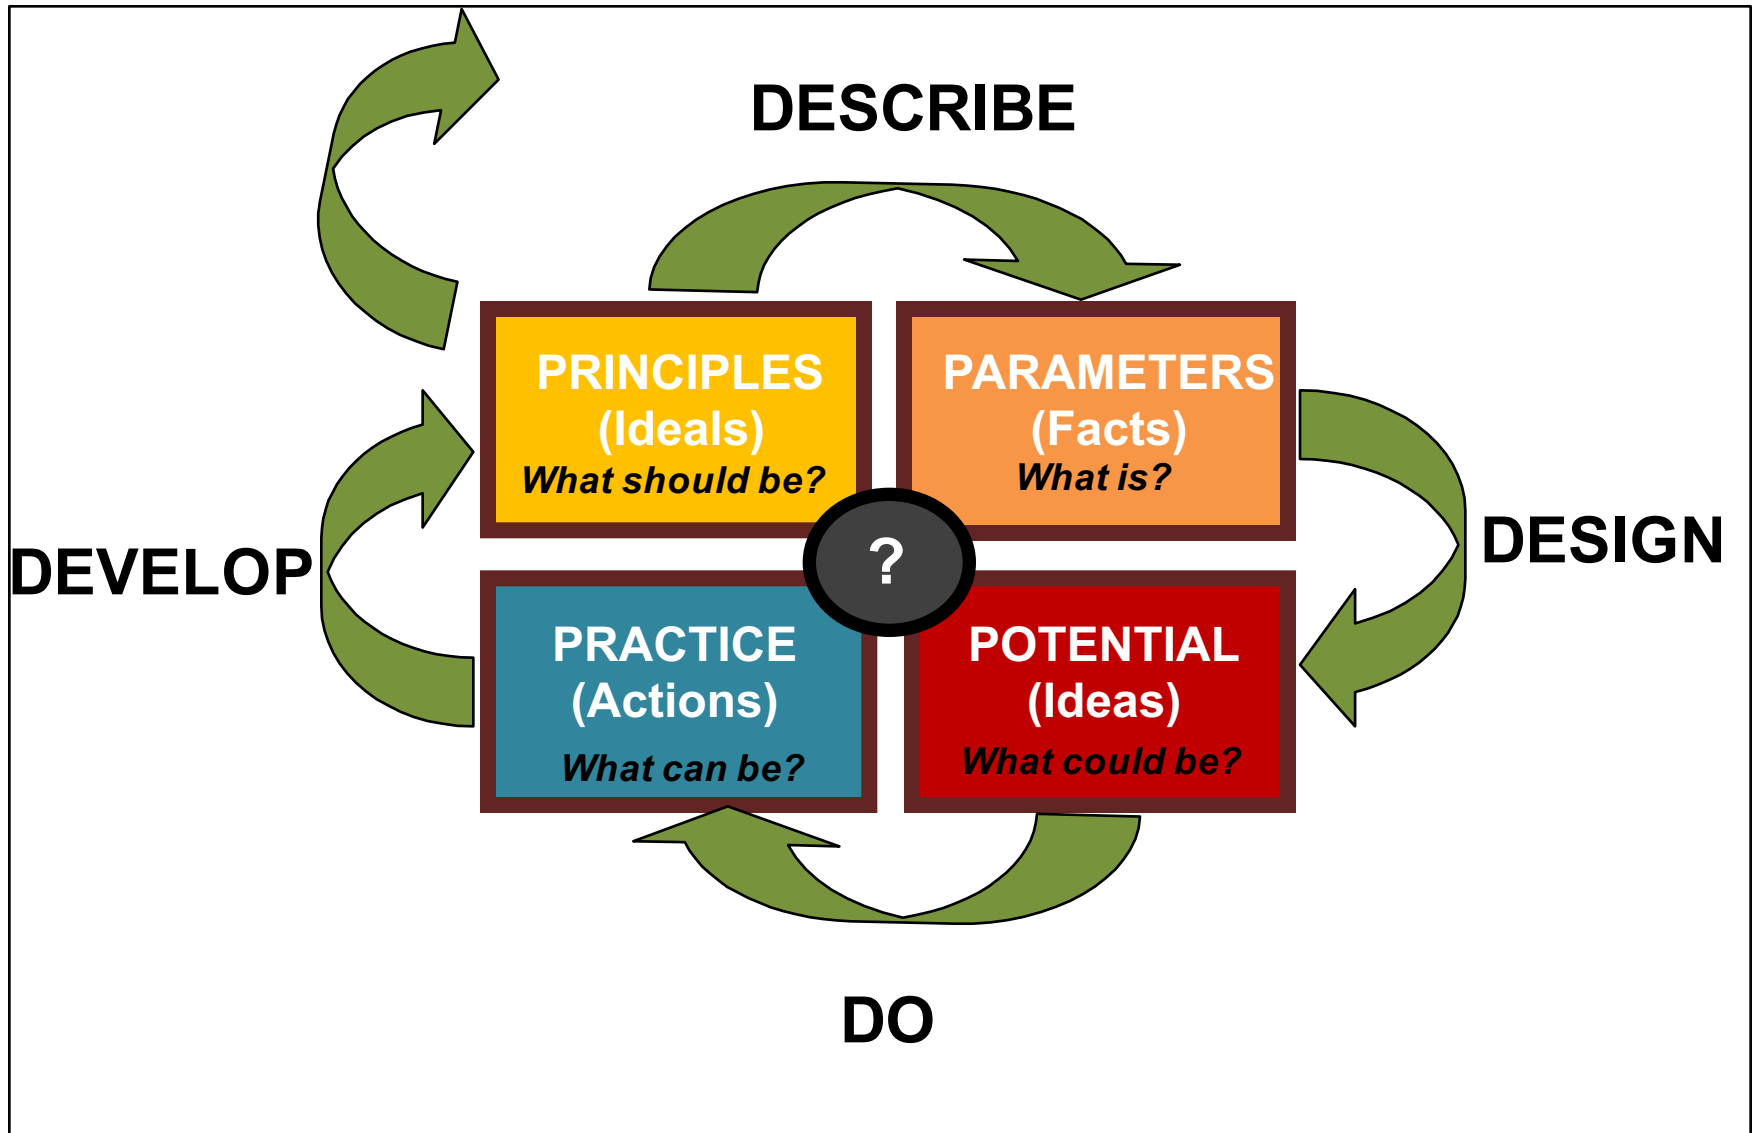 DESCRIBE
PRINCIPLES
(Ideals)
What should be?
PARAMETERS
(Facts)
What is?
DEVELOP
?
DESIGN
PRACTICE
(Actions)
What can be?
POTENTIAL
(Ideas)
What could be?
DO